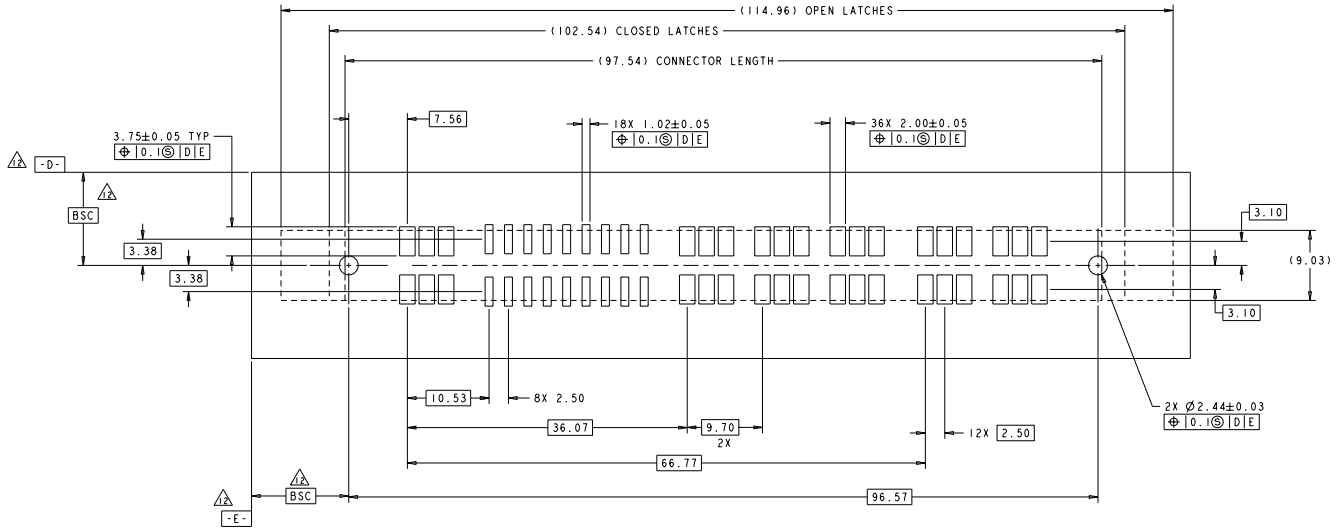 (114.96) OPEN LATCHES
(102.54) CLOSED LATCHES
(97.54) CONNECTOR LENGTH
7.56
18X 1.02±0.05
⌖ 0.1Ⓢ D E
36X 2.00±0.05
⌖ 0.1Ⓢ D E
3.75±0.05 TYP
⌖ 0.1Ⓢ D E
12
-D-
12
BSC
3.38
3.38
3.10
(9.03)
3.10
10.53
8X 2.50
36.07
9.70
2X
12X 2.50
2X Ø2.44±0.03
⌖ 0.1Ⓢ D E
66.77
12
BSC
96.57
12
-E-